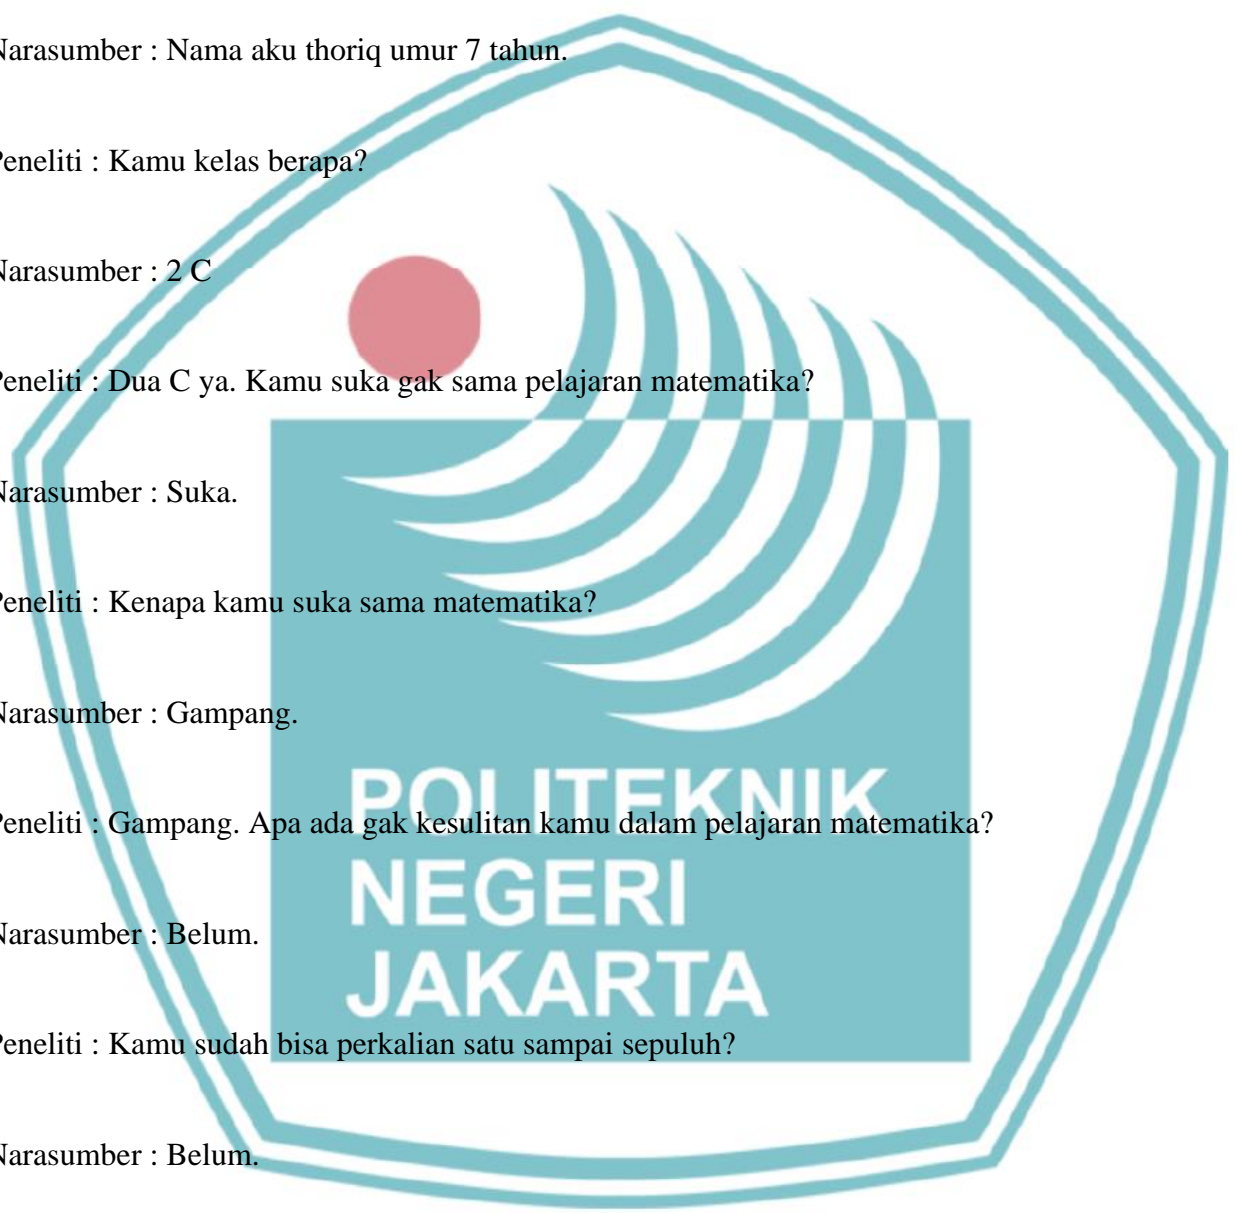 Narasumber : Nama aku thoriq umur 7 tahun.
Peneliti : Kamu kelas berapa?
Narasumber : 2 C
Peneliti : Dua C ya. Kamu suka gak sama pelajaran matematika?
Narasumber : Suka.
Peneliti : Kenapa kamu suka sama matematika?
Narasumber : Gampang.
Peneliti : Gampang. Apa ada gak kesulitan kamu dalam pelajaran matematika?
Narasumber : Belum.
Peneliti : Kamu sudah bisa perkalian satu sampai sepuluh?
Narasumber : Belum.
POLITEKNIK
NEGERI
JAKARTA